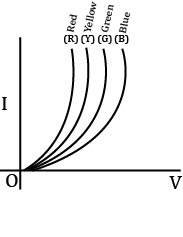 Red
Yellow
Green
Blue
(R) (Y) (G) (B)
I
O
V